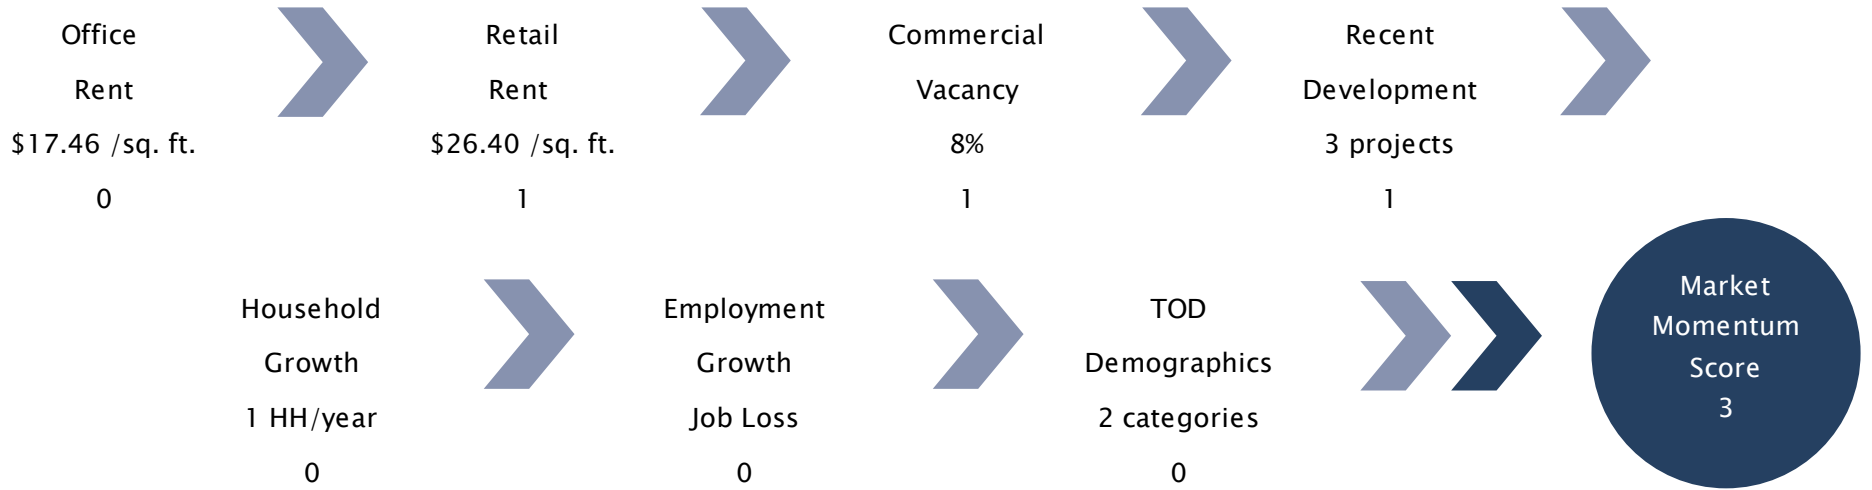 Office
Rent
$17.46 /sq. ft.
0
Retail
Rent
$26.40 /sq. ft.
1
Commercial
Vacancy
8%
1
Recent
Development
3 projects
1
Household
Growth
1 HH/year
0
Employment
Growth
Job Loss
0
TOD
Demographics
2 categories
0
Market
Momentum
Score
3